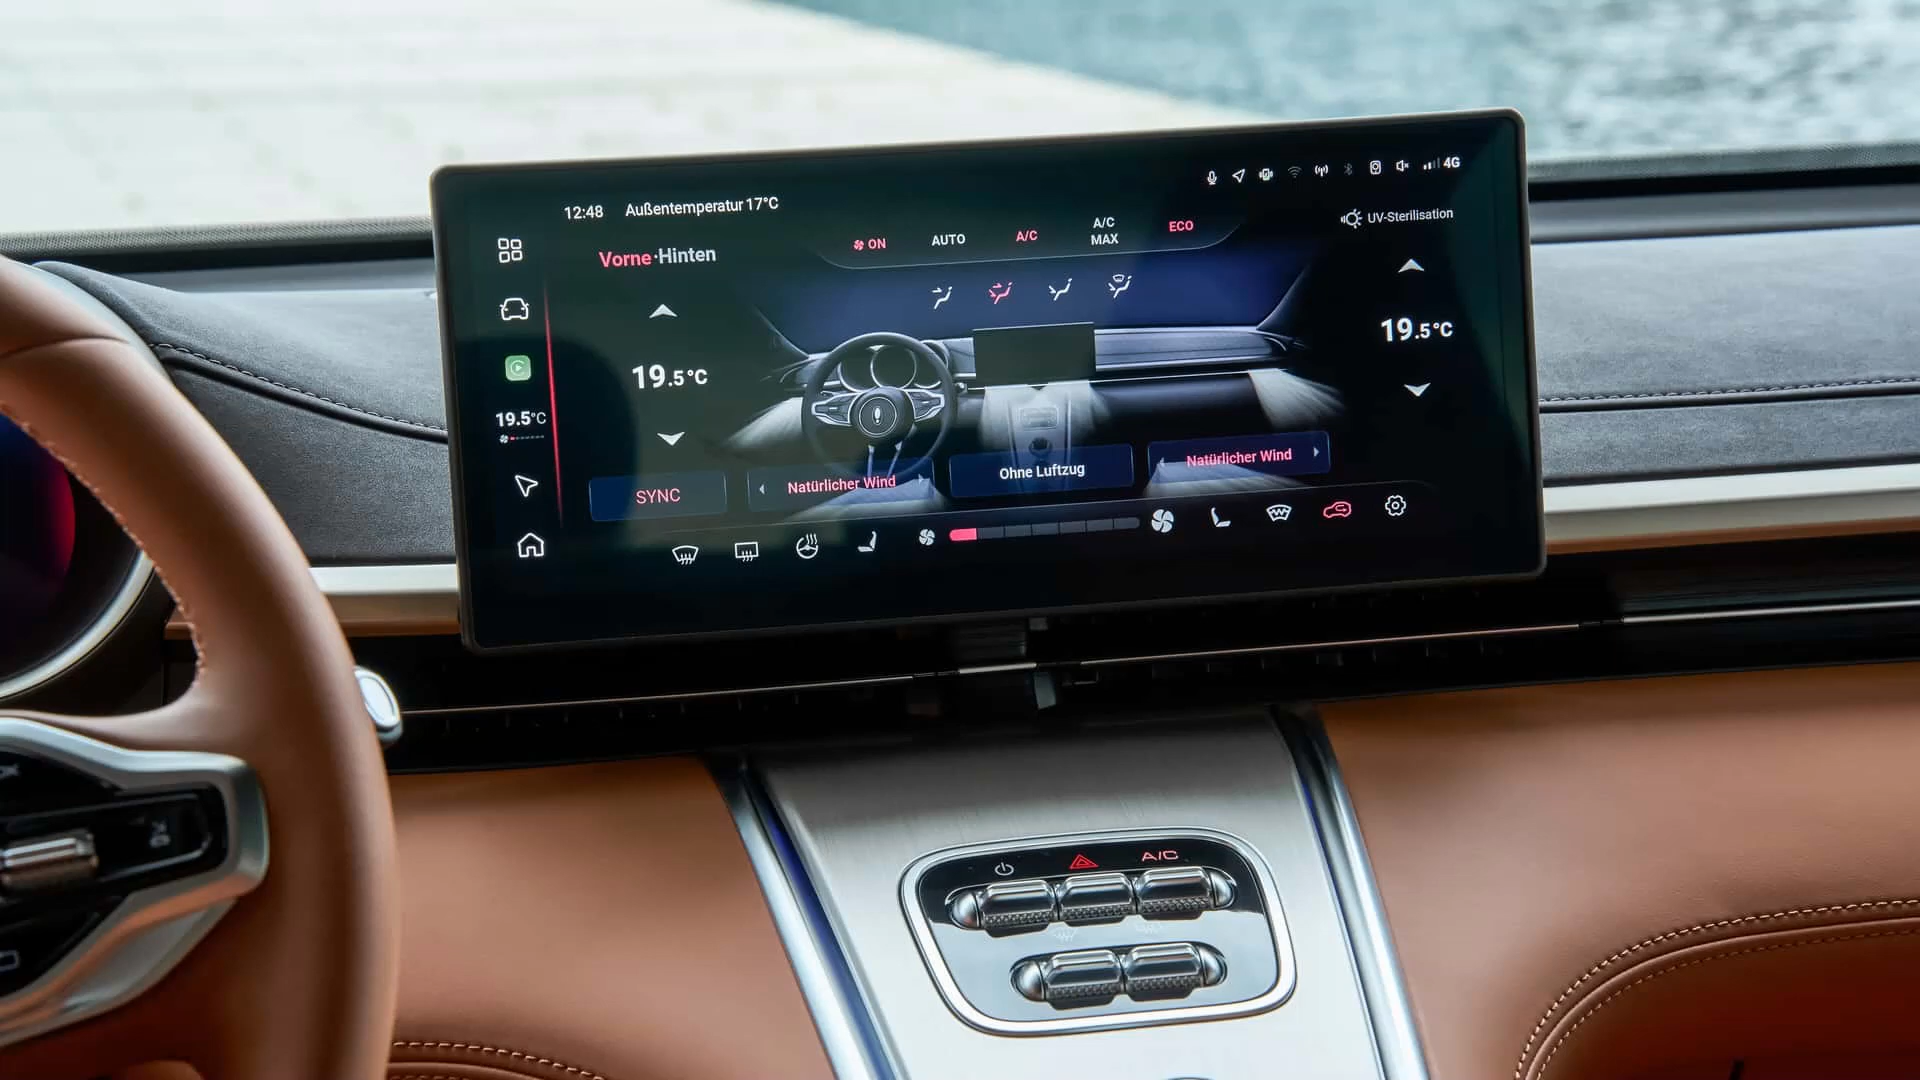 12:48 Außentemperatur 17°C
4G
UV-Sterilisation
Vorne·Hinten
ON AUTO A/C A/C MAX ECO
19.5°C
19.5°C
19.5°C
SYNC
Natürlicher Wind
Ohne Luftzug
Natürlicher Wind
A/C